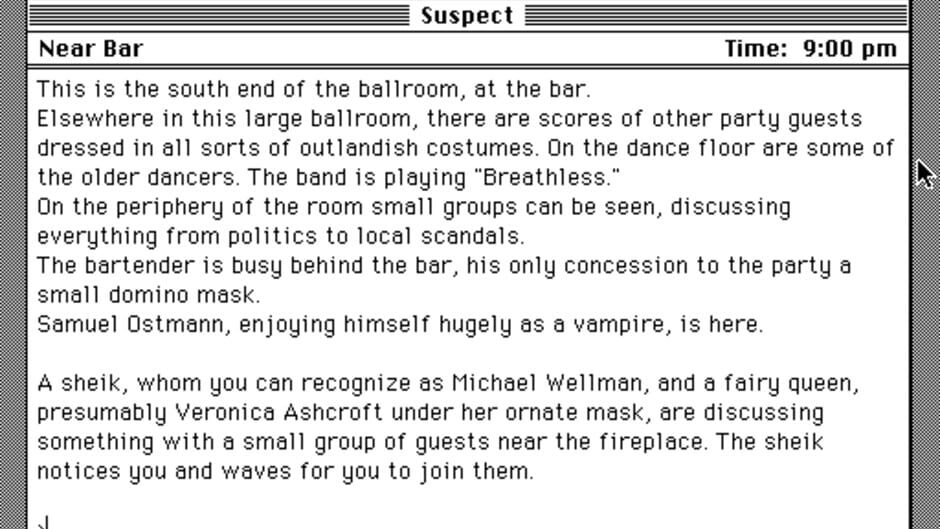 Suspect
Near Bar Time: 9:00 pm
This is the south end of the ballroom, at the bar.
Elsewhere in this large ballroom, there are scores of other party guests
dressed in all sorts of outlandish costumes. On the dance floor are some of
the older dancers. The band is playing "Breathless."
On the periphery of the room small groups can be seen, discussing
everything from politics to local scandals.
The bartender is busy behind the bar, his only concession to the party a
small domino mask.
Samuel Ostmann, enjoying himself hugely as a vampire, is here.
A sheik, whom you can recognize as Michael Wellman, and a fairy queen,
presumably Veronica Ashcroft under her ornate mask, are discussing
something with a small group of guests near the fireplace. The sheik
notices you and waves for you to join them.